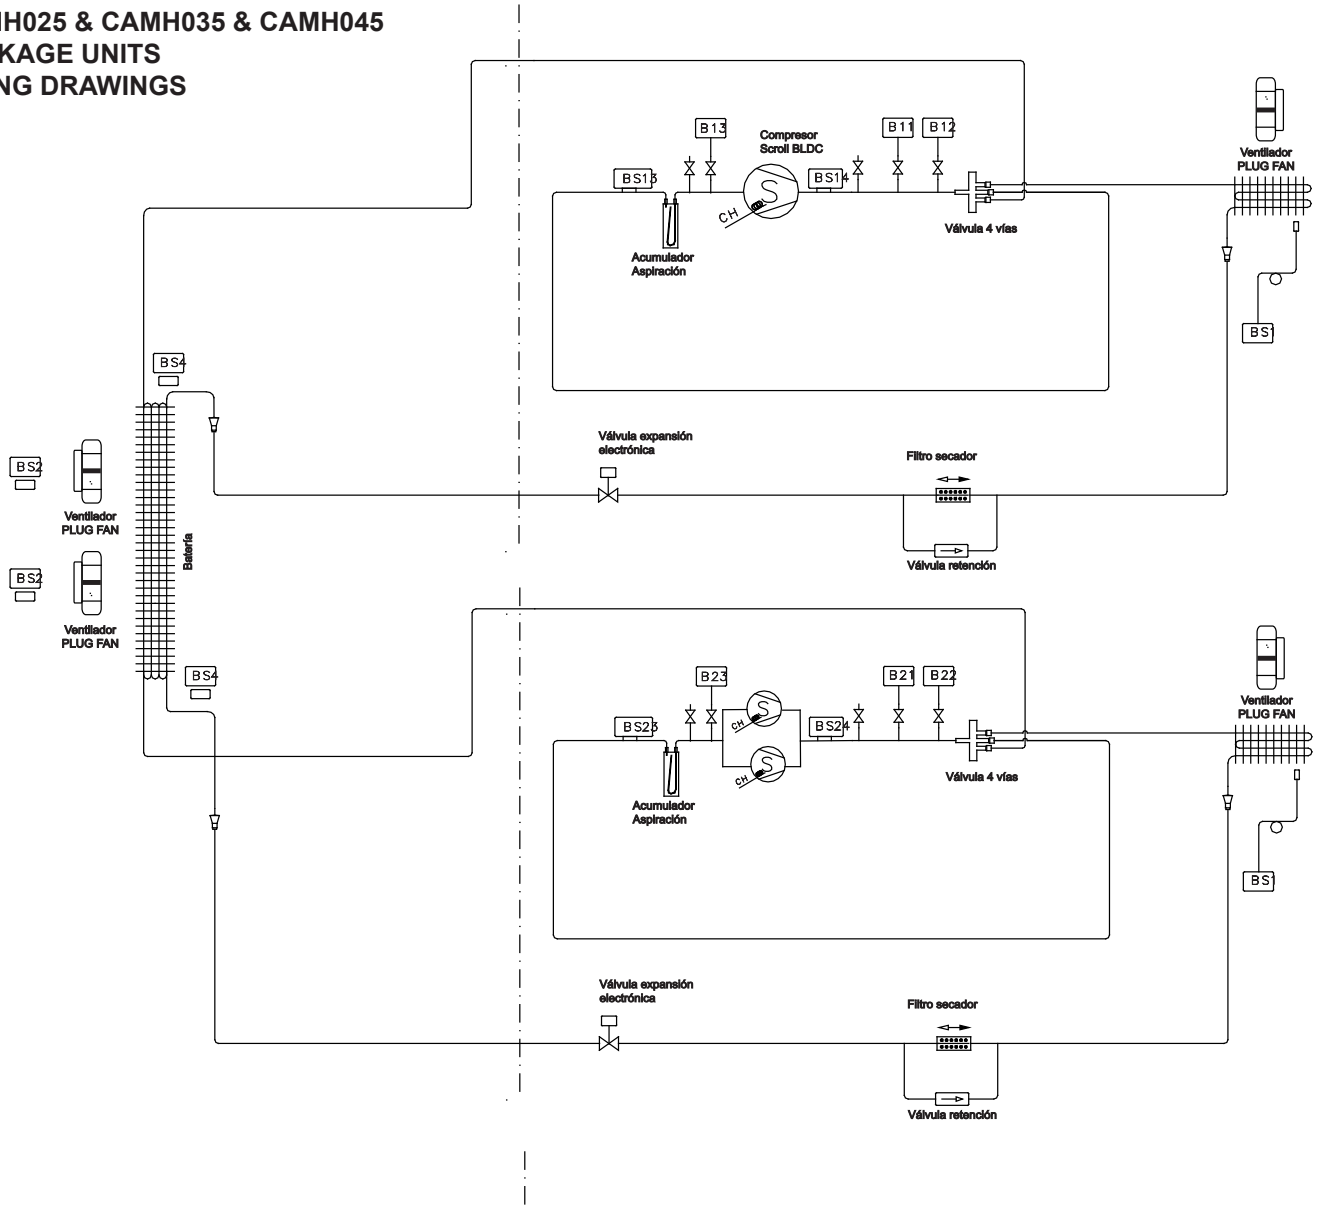 IH025 & CAMH035 & CAMH045
KAGE UNITS
NG DRAWINGS
B13
Compresor
Scroll BLDC
B11
B12
Ventilador
PLUG FAN
BS13
S
BS14
CH
Válvula 4 vías
Acumulador
Aspiración
BS1
BS4
Válvula expansión
electrónica
Filtro secador
BS2
Ventilador
PLUG FAN
Batería
Válvula retención
BS2
Ventilador
PLUG FAN
BS4
B23
B21
B22
Ventilador
PLUG FAN
BS23
S
CH
BS24
S
CH
Válvula 4 vías
Acumulador
Aspiración
BS1
Válvula expansión
electrónica
Filtro secador
Válvula retención